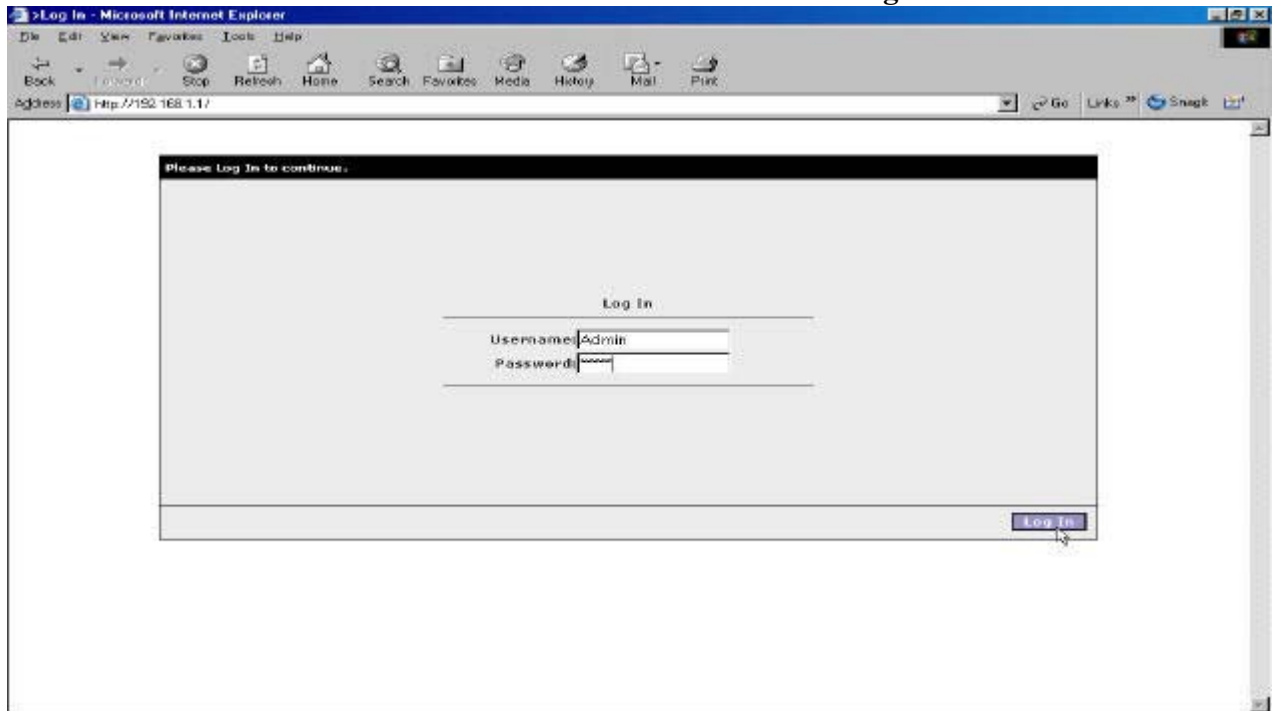 >Log In - Microsoft Internet Explorer
File Edit View Favorites Tools Help
Back Forward Stop Refresh Home Search Favorites Media History Mail Print
Address http://192.168.1.1/ Go Links » SnagIt
Please Log In to continue.
Log In
Username: Admin
Password: *****
Log In